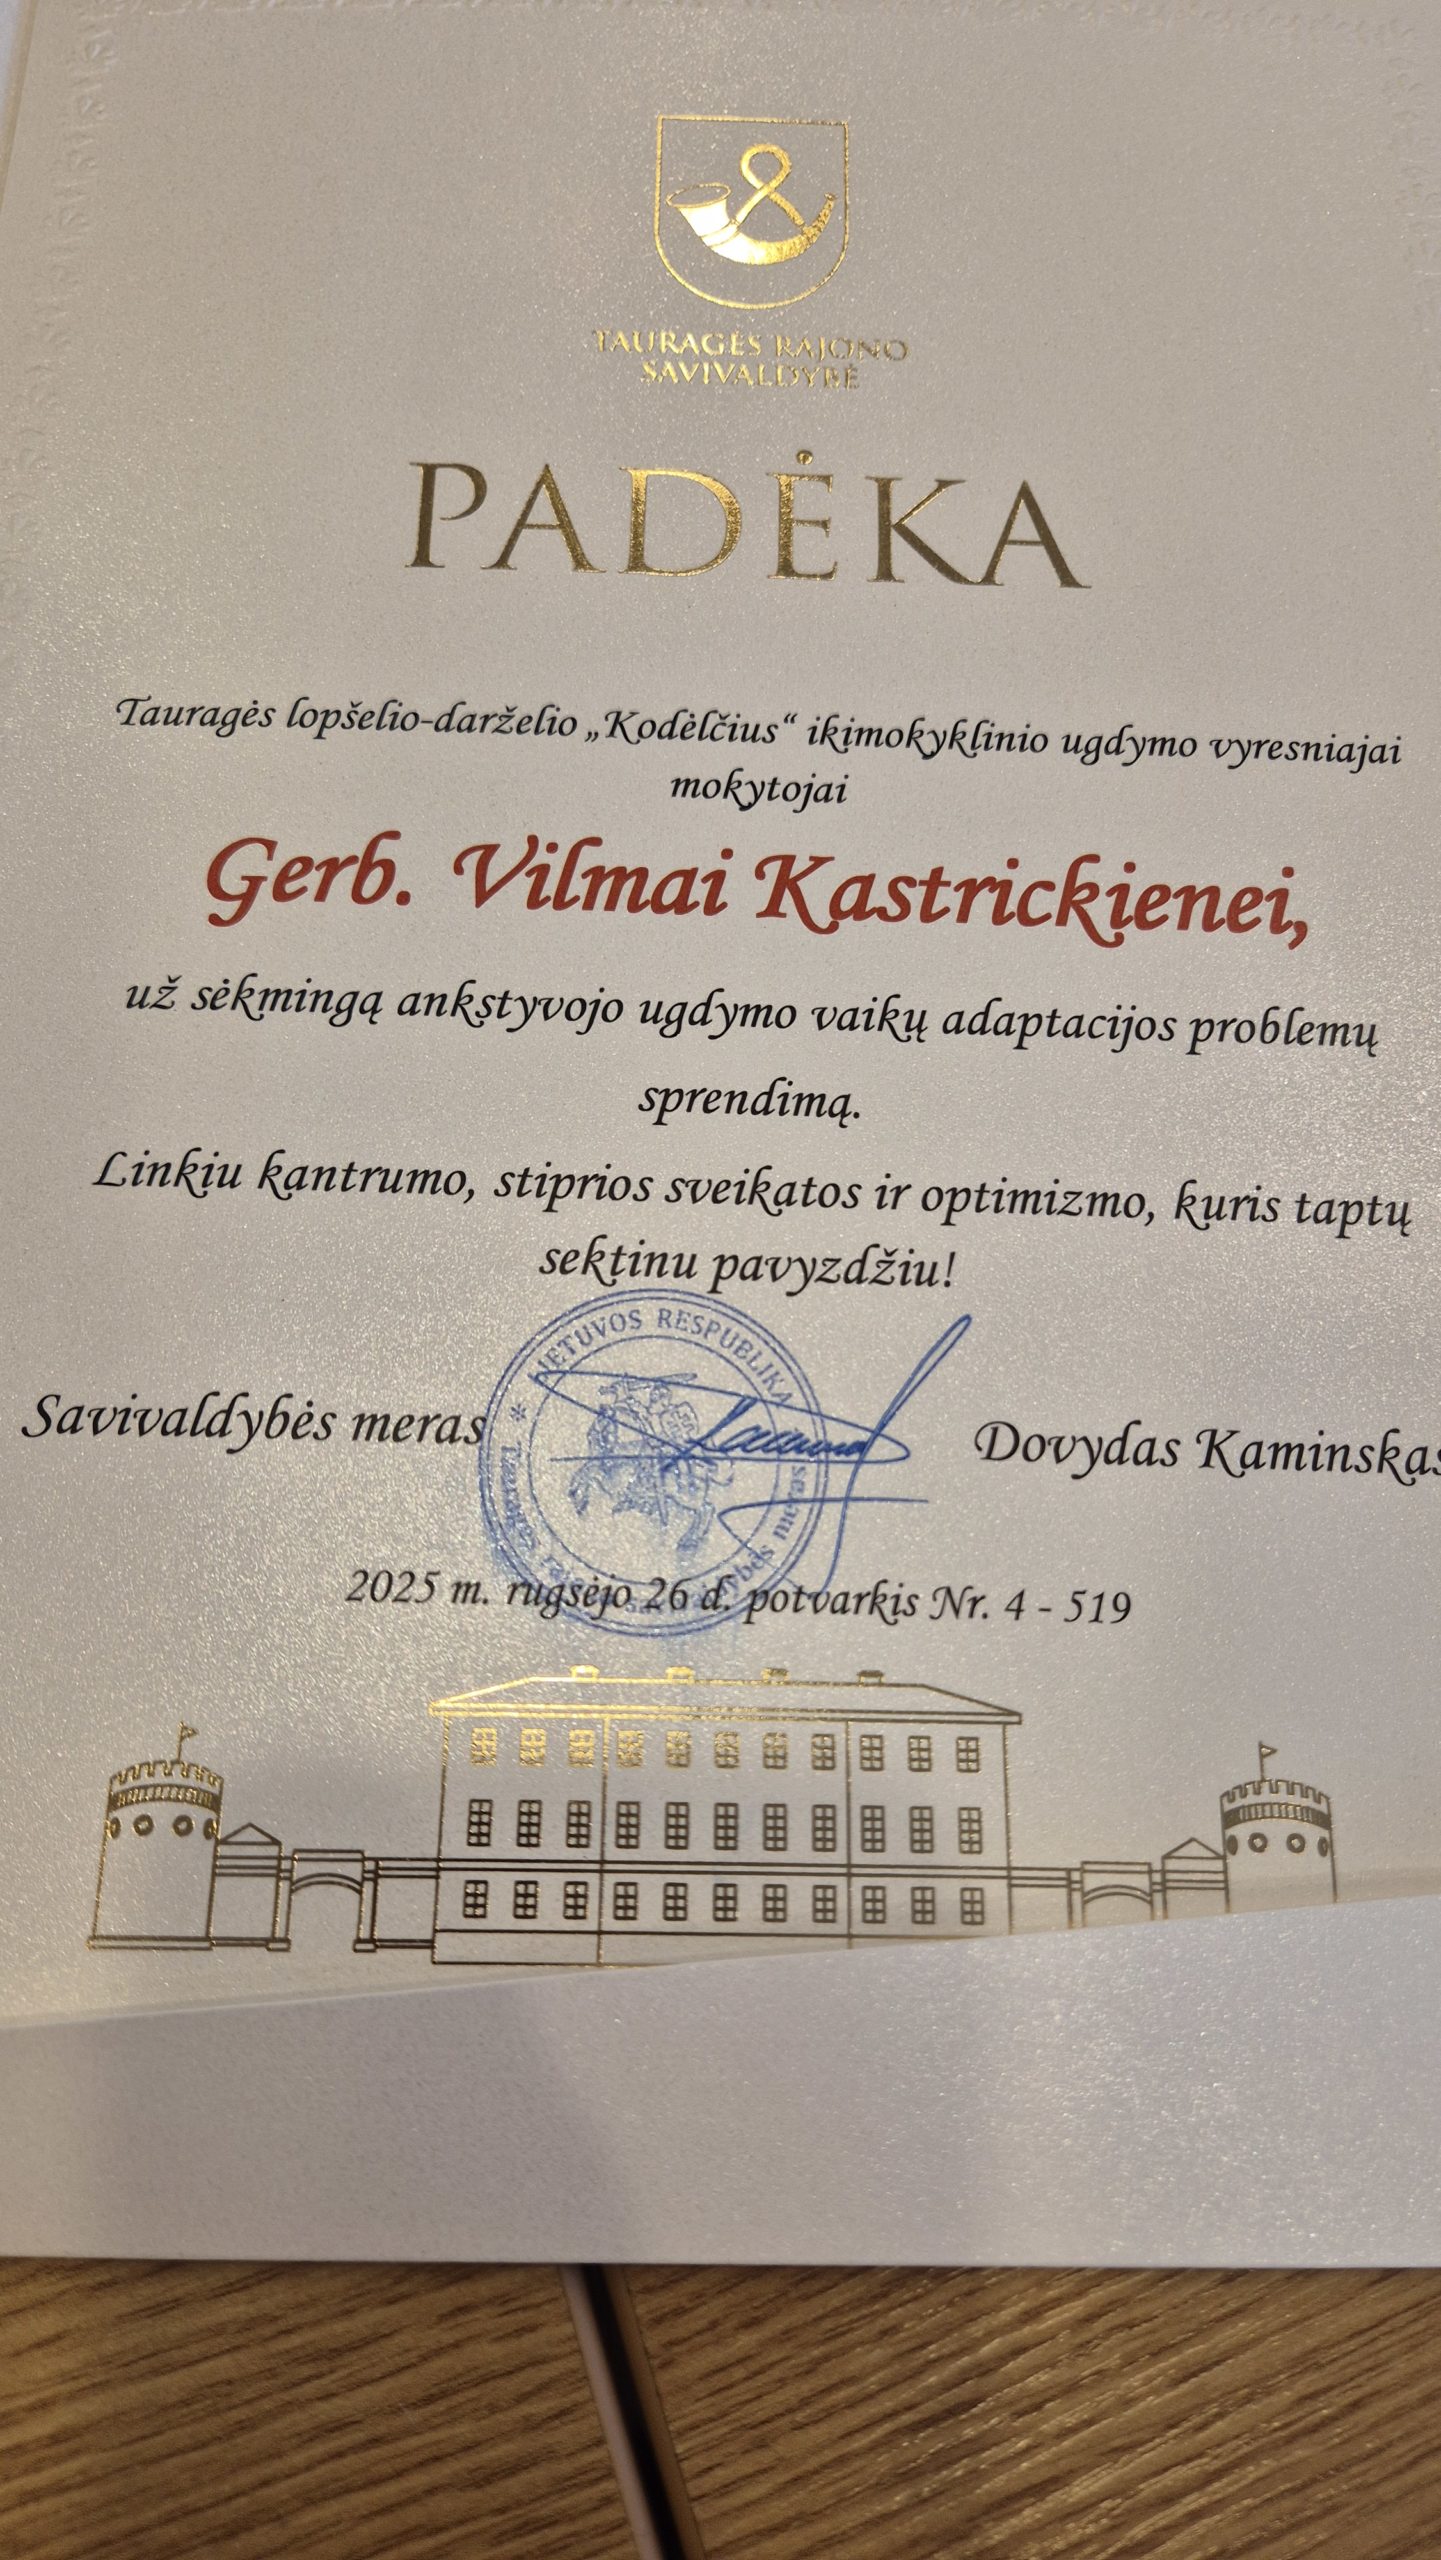 TAURAGĖS RAJONO
SAVIVALDYBĖ
PADĖKA
Tauragės lopšelio-darželio „Kodėlčius“ ikimokyklinio ugdymo vyresniajai
mokytojai
Gerb. Vilmai Kastrickienei,
už sėkmingą ankstyvojo ugdymo vaikų adaptacijos problemų
sprendimą.
Linkiu kantrumo, stiprios sveikatos ir optimizmo, kuris taptų
sektinu pavyzdžiu!
LIETUVOS RESPUBLIKA
meras
Savivaldybės meras
Dovydas Kaminskas
2025 m. rugsėjo 26 d. potvarkis Nr. 4 - 519